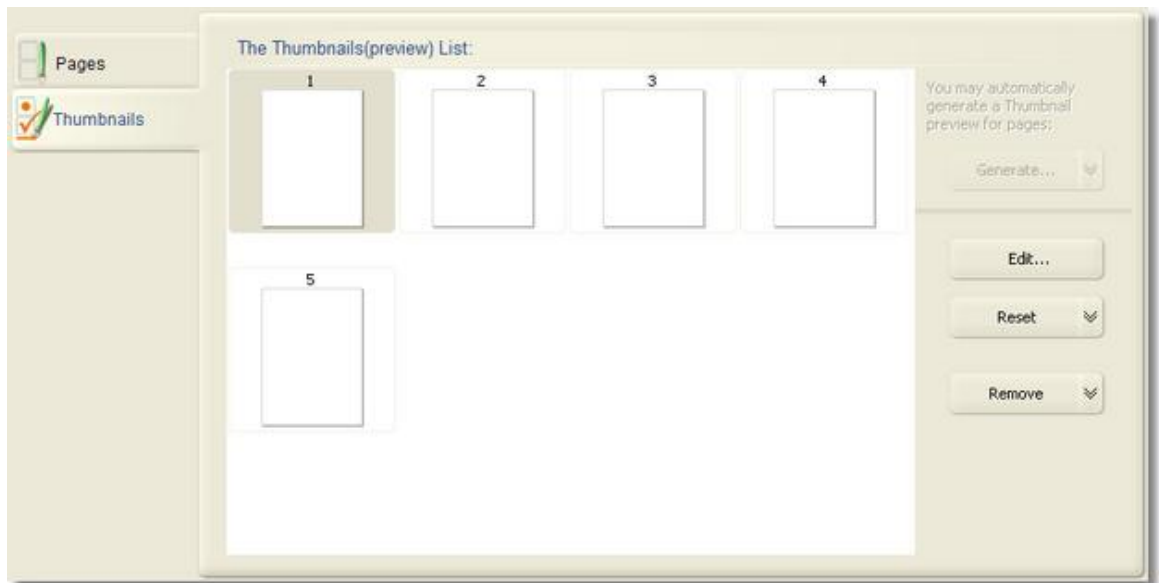 Pages
Thumbnails
The Thumbnails(preview) List:
1
2
3
4
5
You may automatically
generate a Thumbnail
preview for pages:
Generate...
Edit...
Reset
Remove